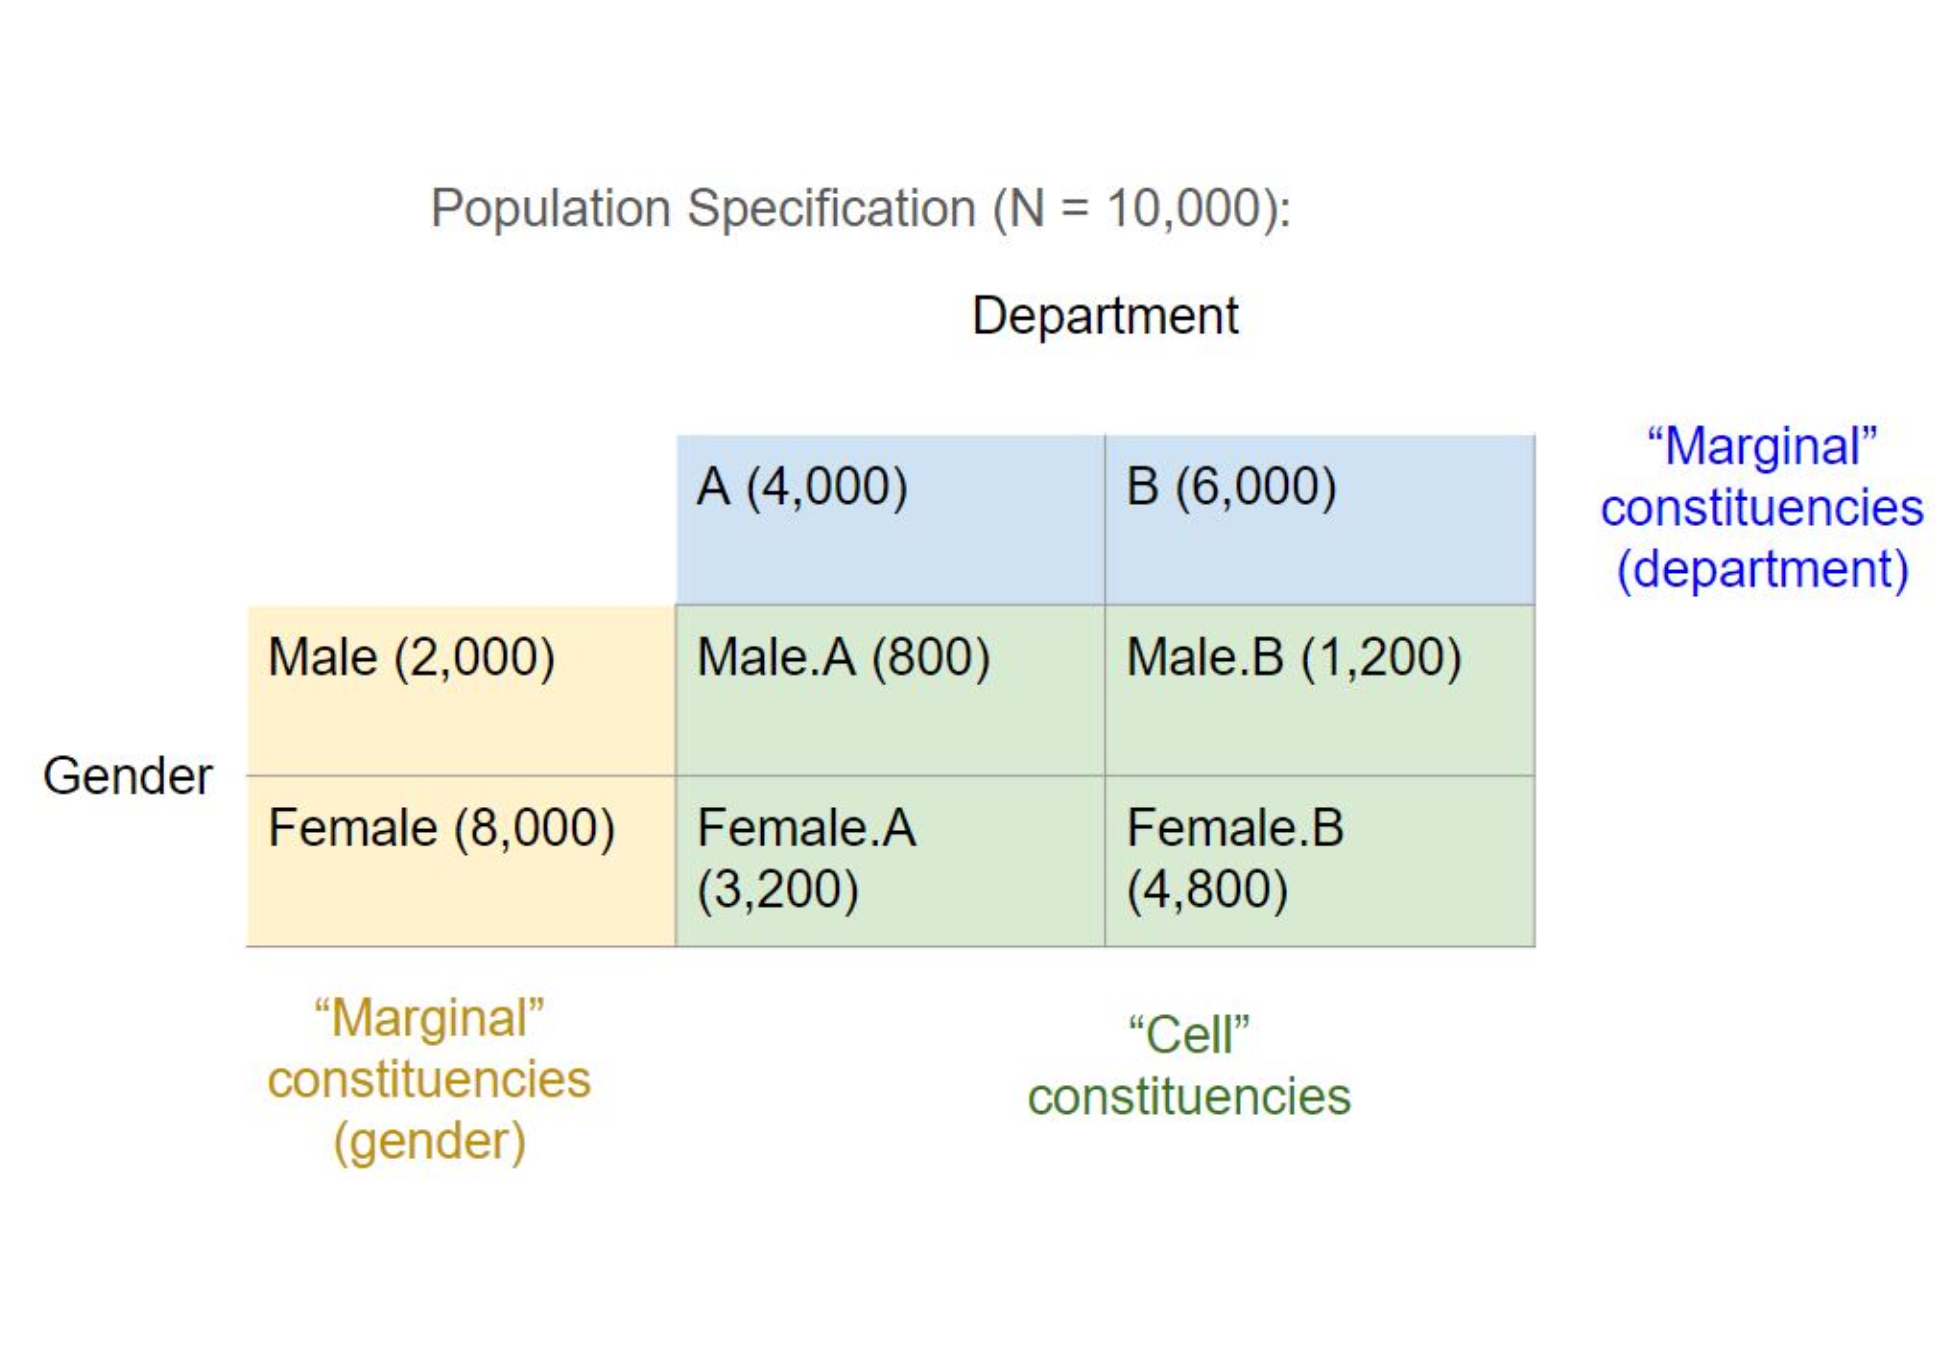 Population Specification (N = 10,000):
Department
A (4,000)
B (6,000)
“Marginal”
constituencies
(department)
Male (2,000)
Male.A (800)
Male.B (1,200)
Gender
Female (8,000)
Female.A
(3,200)
Female.B
(4,800)
“Marginal”
constituencies
(gender)
“Cell”
constituencies